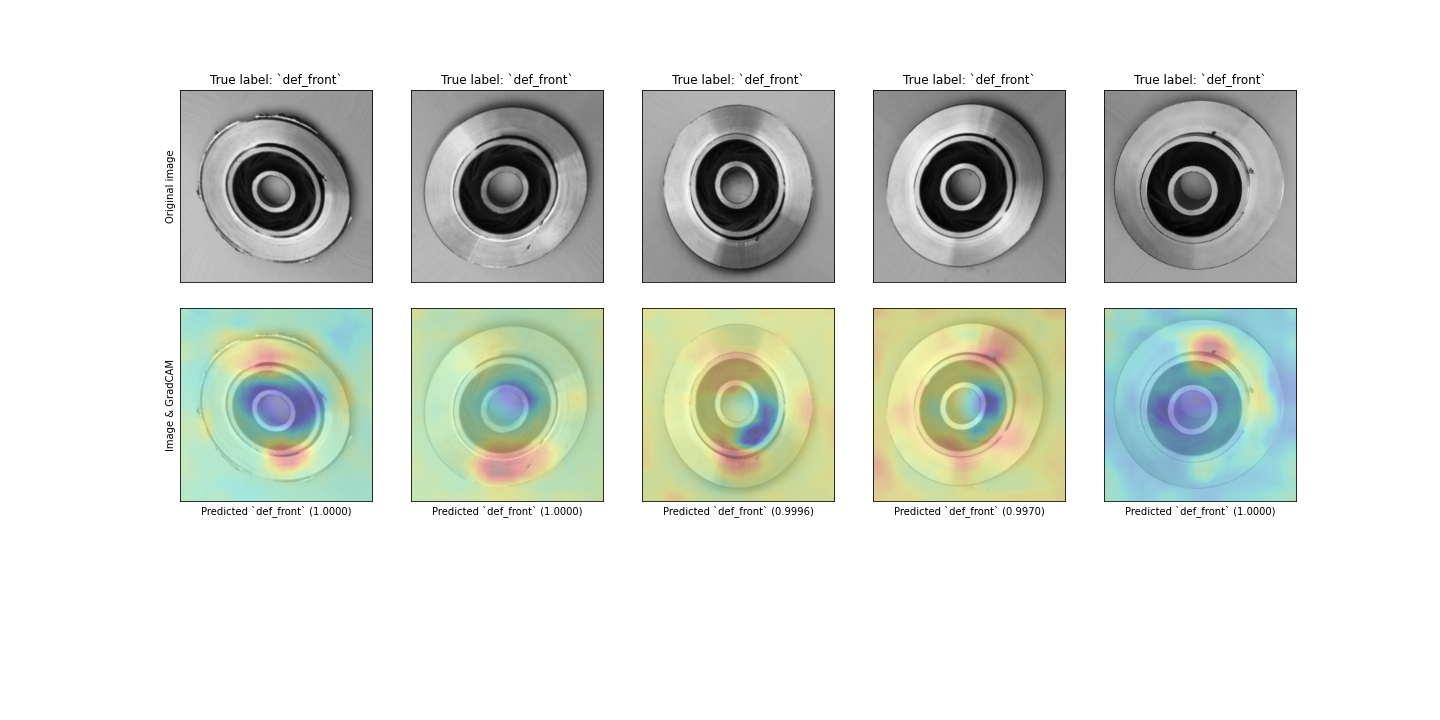 True label: `def_front`
True label: `def_front`
True label: `def_front`
True label: `def_front`
True label: `def_front`
Original image
Image & GradCAM
Predicted `def_front` (1.0000)
Predicted `def_front` (1.0000)
Predicted `def_front` (0.9996)
Predicted `def_front` (0.9970)
Predicted `def_front` (1.0000)